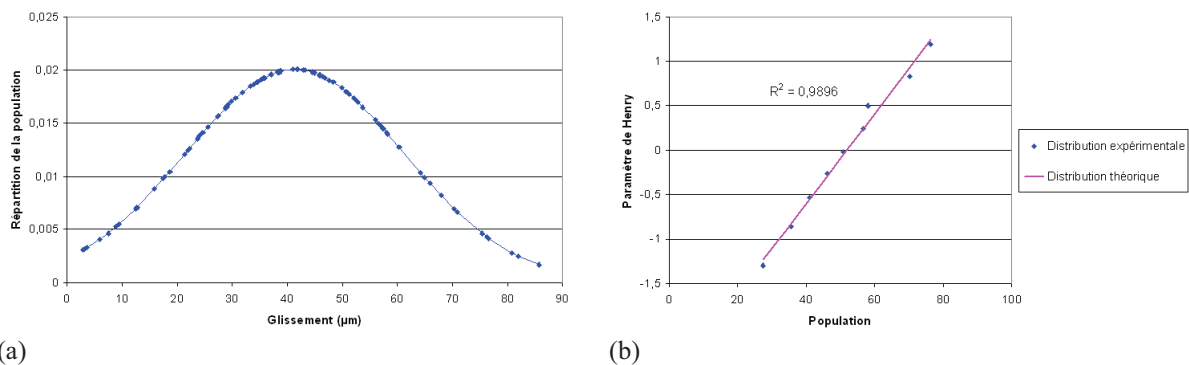 0,025
0,02
0,015
0,01
0,005
0
Répartition de la population
0 10 20 30 40 50 60 70 80 90
Glissement (µm)
(a)
1,5
1
0,5
0
-0,5
-1
-1,5
Paramètre de Henry
R² = 0,9896
0 20 40 60 80 100
Population
Distribution expérimentale
Distribution théorique
(b)